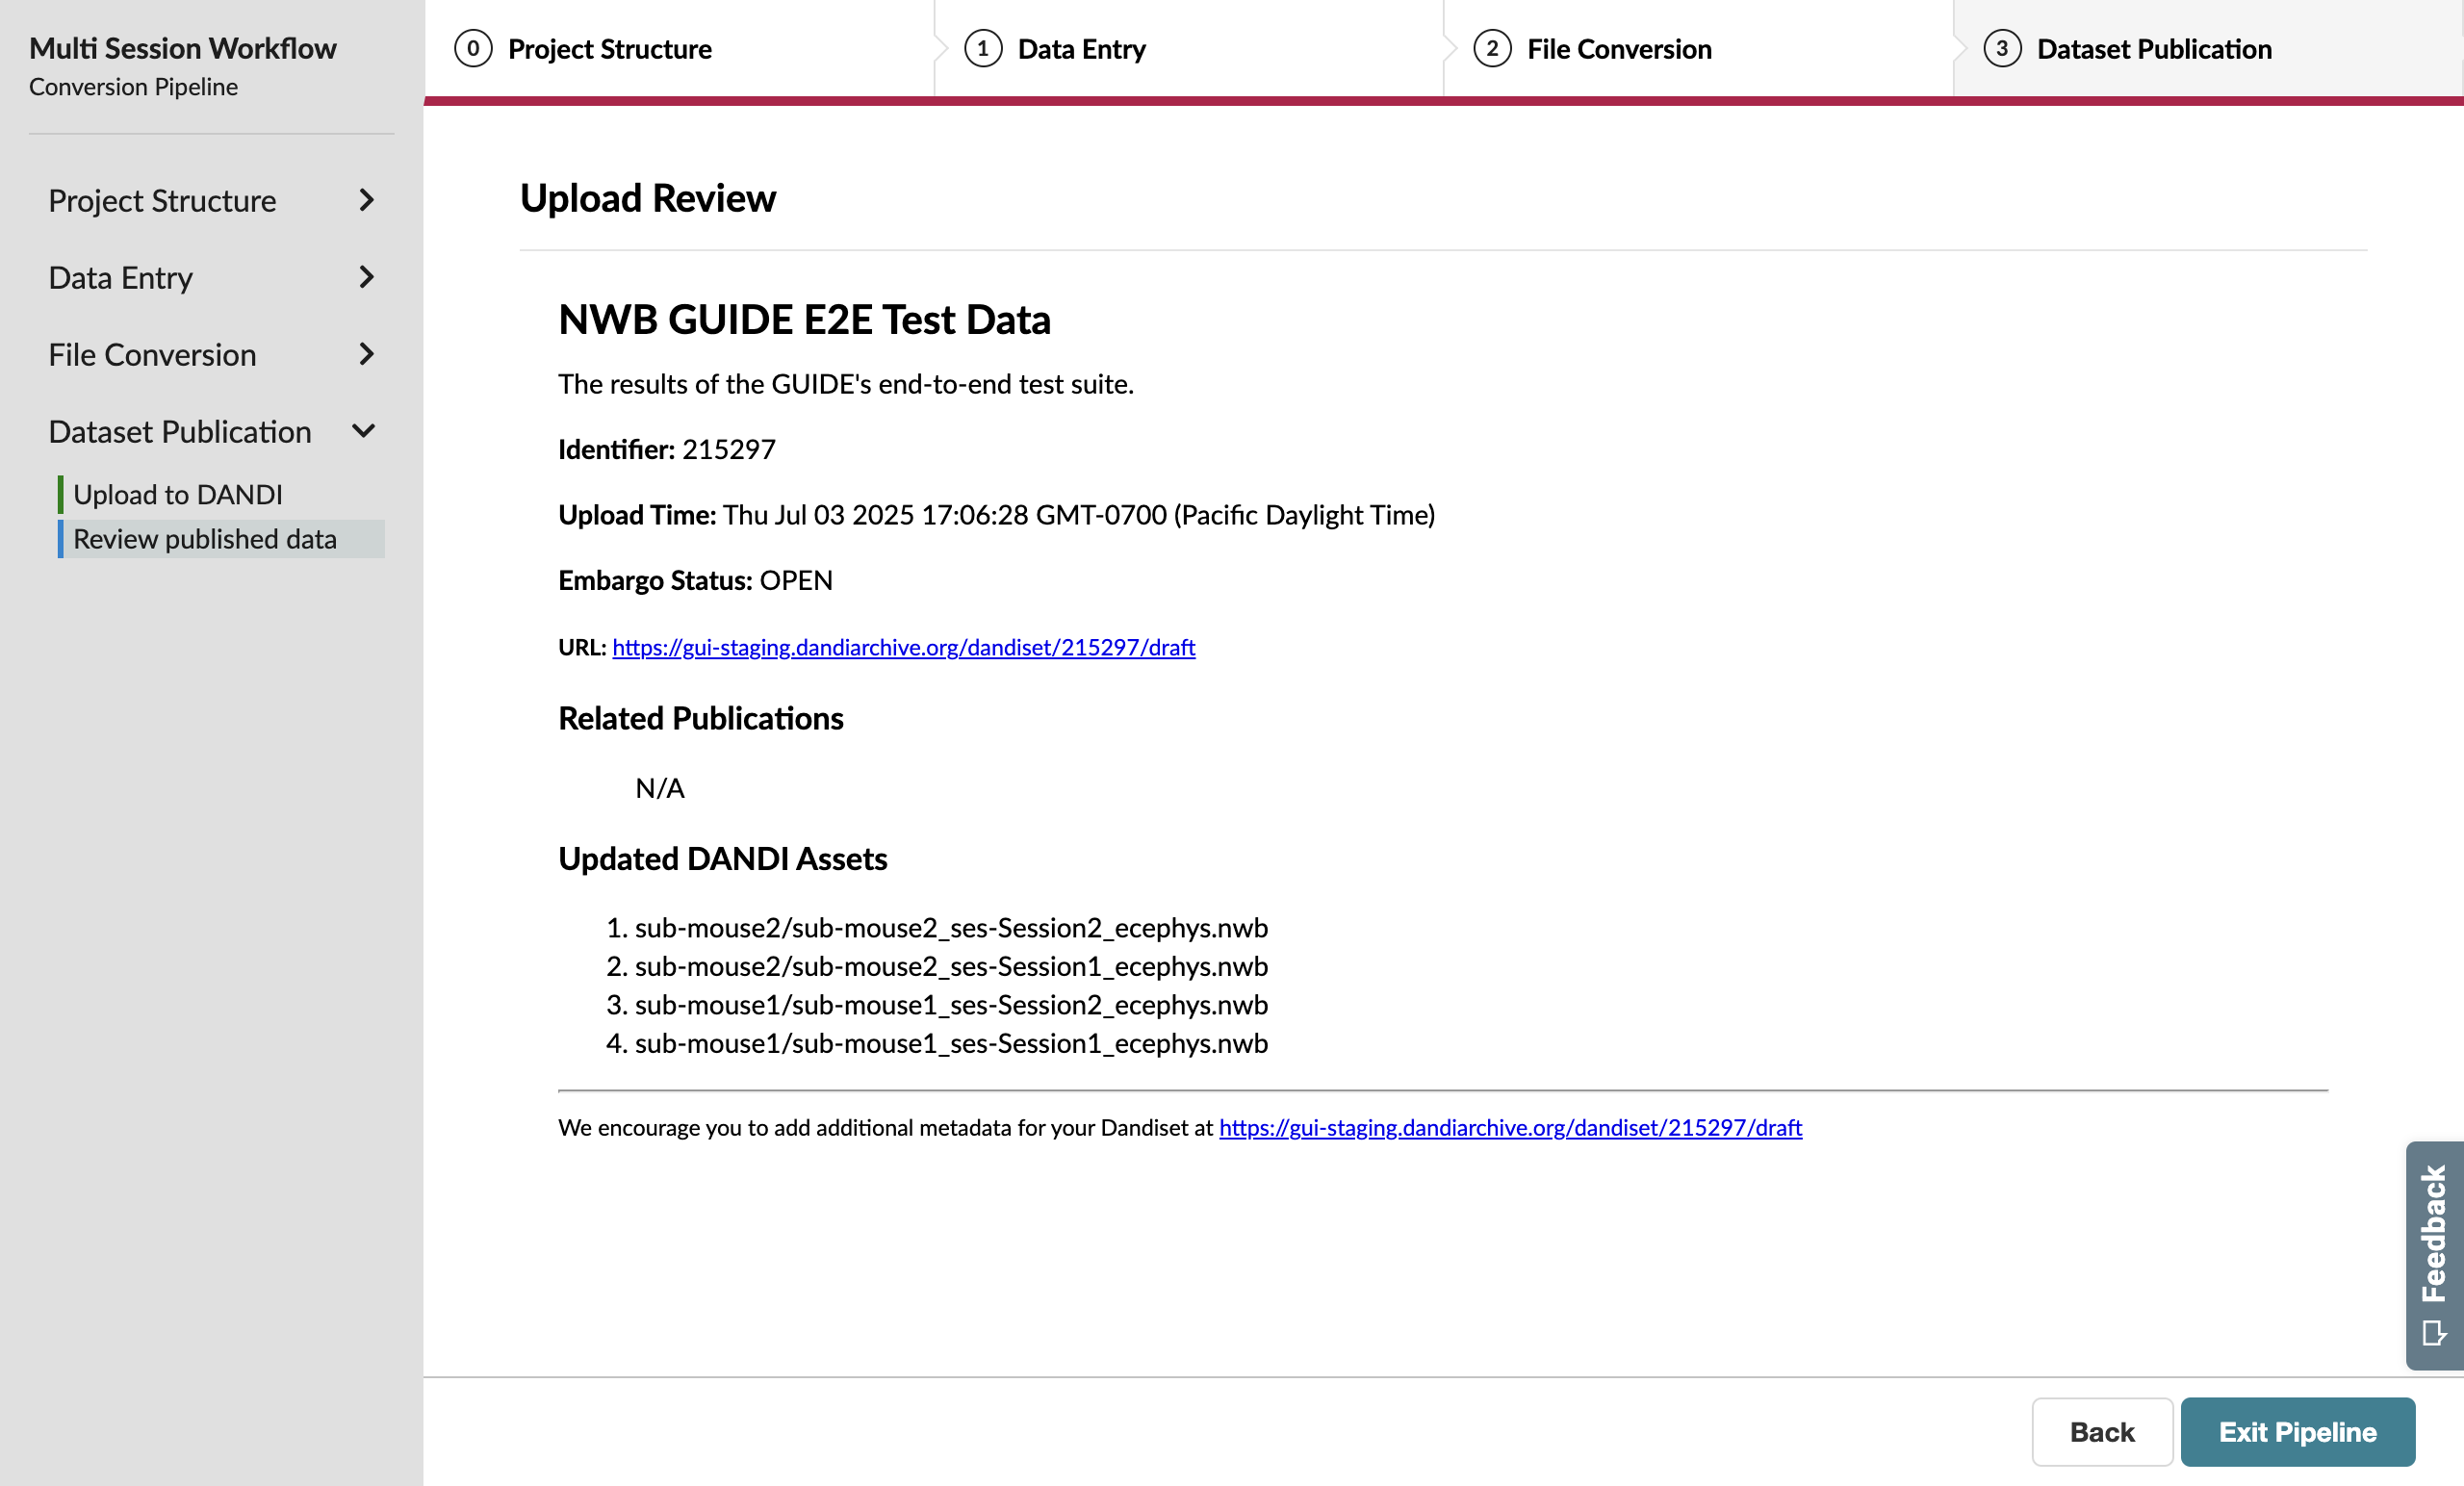 Multi Session Workflow
Conversion Pipeline
Project Structure
Data Entry
File Conversion
Dataset Publication
Upload to DANDI
Review published data
0 Project Structure
1 Data Entry
2 File Conversion
3 Dataset Publication
Upload Review
NWB GUIDE E2E Test Data
The results of the GUIDE's end-to-end test suite.
Identifier: 215297
Upload Time: Thu Jul 03 2025 17:06:28 GMT-0700 (Pacific Daylight Time)
Embargo Status: OPEN
URL: https://gui-staging.dandiarchive.org/dandiset/215297/draft
Related Publications
N/A
Updated DANDI Assets
1. sub-mouse2/sub-mouse2_ses-Session2_ecephys.nwb
2. sub-mouse2/sub-mouse2_ses-Session1_ecephys.nwb
3. sub-mouse1/sub-mouse1_ses-Session2_ecephys.nwb
4. sub-mouse1/sub-mouse1_ses-Session1_ecephys.nwb
We encourage you to add additional metadata for your Dandiset at https://gui-staging.dandiarchive.org/dandiset/215297/draft
Feedback
Back
Exit Pipeline